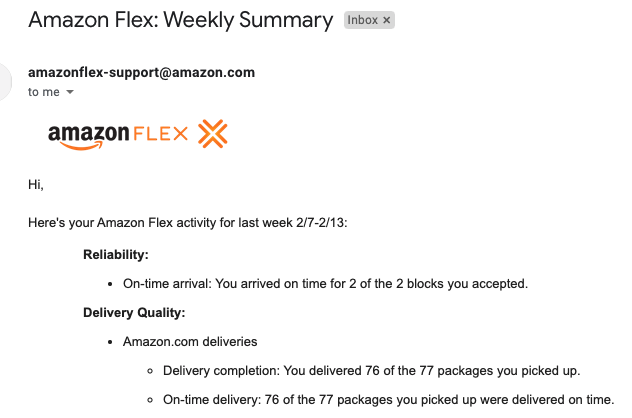 Amazon Flex: Weekly Summary Inbox ×
amazonflex-support@amazon.com
to me
amazon FLEX
Hi,
Here's your Amazon Flex activity for last week 2/7-2/13:
Reliability:
• On-time arrival: You arrived on time for 2 of the 2 blocks you accepted.
Delivery Quality:
• Amazon.com deliveries
◦ Delivery completion: You delivered 76 of the 77 packages you picked up.
◦ On-time delivery: 76 of the 77 packages you picked up were delivered on time.